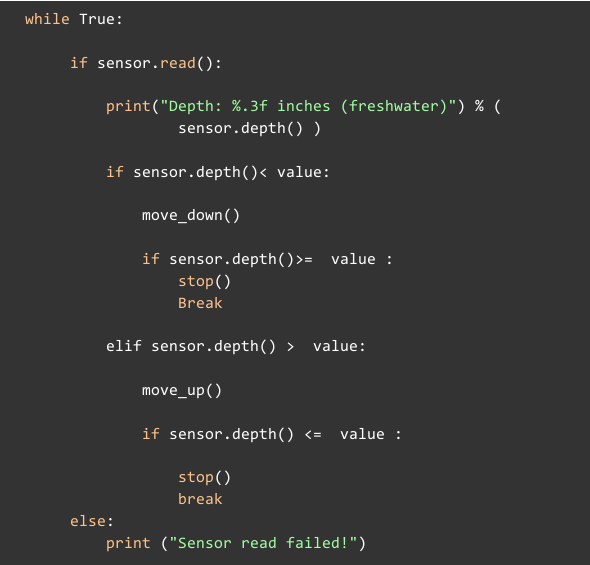 while True:
if sensor.read():
print("Depth: %.3f inches (freshwater)") % (
sensor.depth() )
if sensor.depth()< value:
move_down()
if sensor.depth()>=  value :
stop()
Break
elif sensor.depth() >  value:
move_up()
if sensor.depth() <=  value :
stop()
break
else:
print ("Sensor read failed!")